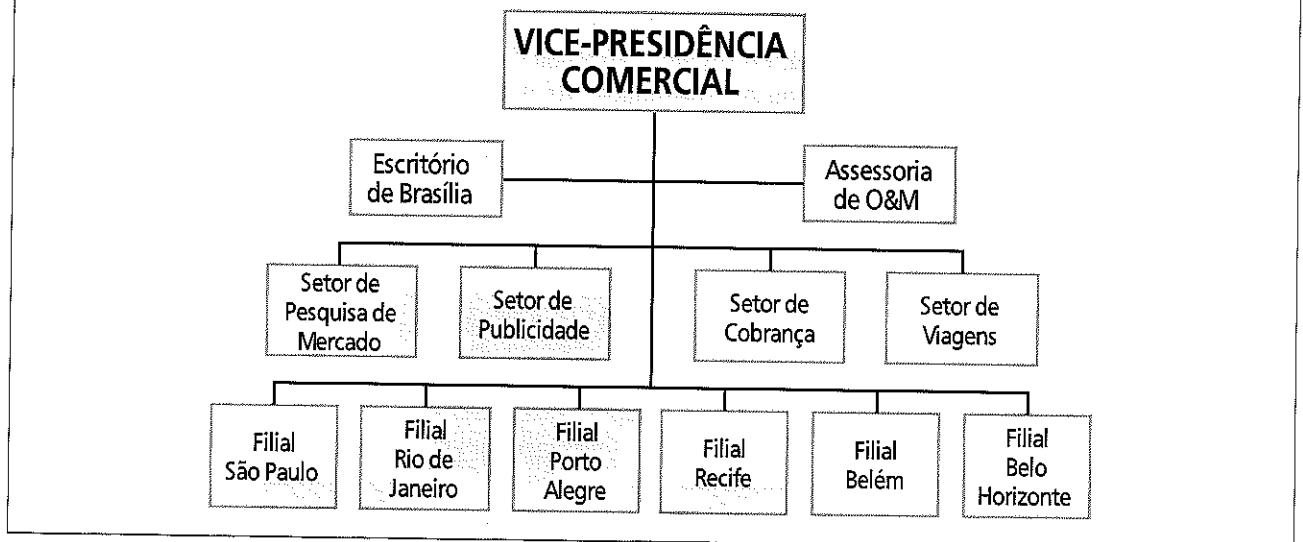 VICE-PRESIDÊNCIA
COMERCIAL
Escritório
de Brasília
Assessoria
de O&M
Setor de
Pesquisa de
Mercado
Setor de
Publicidade
Setor de
Cobrança
Setor de
Viagens
Filial
São Paulo
Filial
Rio de
Janeiro
Filial
Porto
Alegre
Filial
Recife
Filial
Belém
Filial
Belo
Horizonte